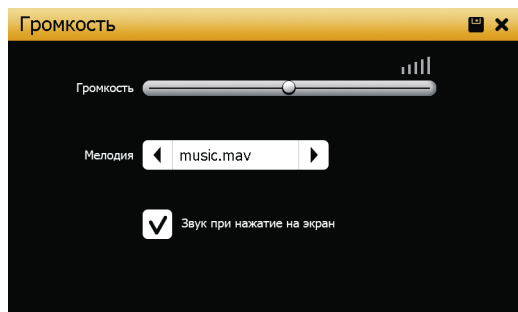 Громкость
Громкость
Мелодия
music.mav
Звук при нажатие на экран